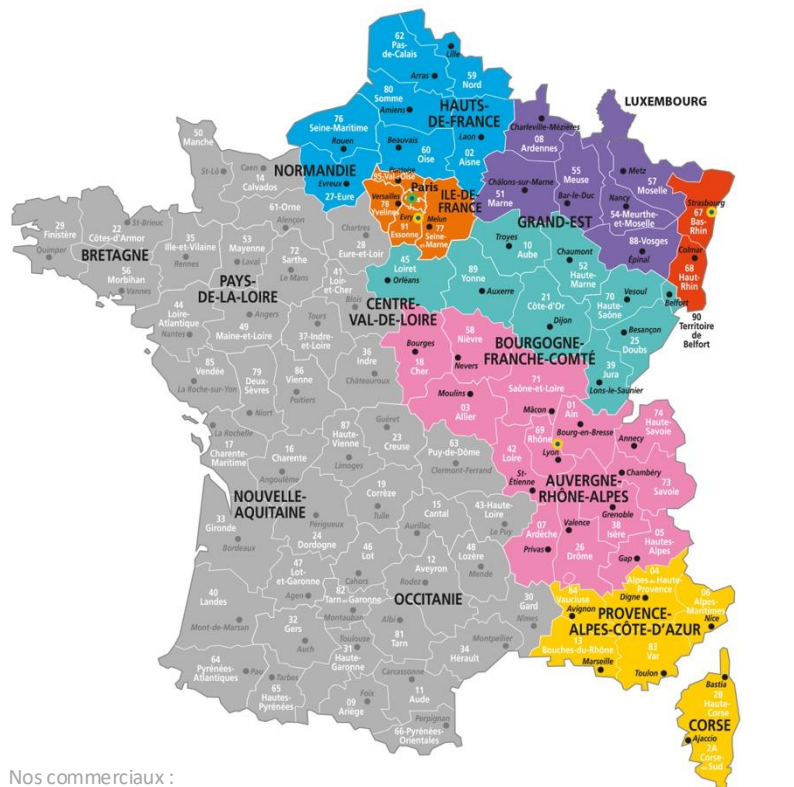 62
Pas-
de-Calais
Lille
Arras
59
Nord
80
Somme
Amiens
HAUTS-
DE-FRANCE
76
Seine-Maritime
Rouen
Beauvais
60
Oise
Laon
02
Aisne
LUXEMBOURG
Charleville-Mézières
08
Ardennes
50
Manche
St-Lô
Caen
14
Calvados
NORMANDIE
Evreux
27-Eure
Pontoise
95-Val-d'Oise
Paris
Versailles
78
Yvelines
ILE-DE-
FRANCE
Evry
Melun
91
Essonne
77
Seine-
et-Marne
Châlons-sur-Marne
51
Marne
55
Meuse
Bar-le-Duc
Metz
57
Moselle
Nancy
54-Meurthe-
et-Moselle
Strasbourg
67
Bas-
Rhin
GRAND-EST
88-Vosges
Épinal
Colmar
68
Haut-
Rhin
61-Orne
Alençon
29
Finistère
Quimper
22
Côtes-d'Armor
St-Brieuc
BRETAGNE
56
Morbihan
Vannes
35
Ille-et-Vilaine
Rennes
53
Mayenne
Laval
72
Sarthe
Le Mans
Chartres
28
Eure-et-Loir
Troyes
10
Aube
Chaumont
52
Haute-
Marne
45
Loiret
Orléans
89
Yonne
Auxerre
70
Haute-
Saône
Vesoul
Belfort
90
Territoire
de
Belfort
PAYS-
DE-LA-LOIRE
41
Loir-
et-Cher
Blois
CENTRE-
VAL-DE-LOIRE
21
Côte-d'Or
Dijon
Besançon
25
Doubs
44
Loire-
Atlantique
Nantes
Angers
49
Maine-et-Loire
Tours
37-Indre-
et-Loire
58
Nièvre
Nevers
BOURGOGNE-
FRANCHE-COMTÉ
Bourges
18
Cher
39
Jura
Lons-le-Saunier
36
Indre
Châteauroux
85
Vendée
La Roche-sur-Yon
79
Deux-
Sèvres
Niort
86
Vienne
Poitiers
Moulins
03
Allier
71
Saône-et-Loire
Mâcon
01
Ain
Bourg-en-Bresse
74
Haute-
Savoie
Annecy
La Rochelle
17
Charente-
Maritime
16
Charente
Angoulême
87
Haute-
Vienne
Limoges
Guéret
23
Creuse
63
Puy-de-Dôme
Clermont-Ferrand
42
Loire
St-
Étienne
69
Rhône
Lyon
Chambéry
73
Savoie
AUVERGNE-
RHÔNE-ALPES
NOUVELLE-
AQUITAINE
19
Corrèze
Tulle
15
Cantal
Aurillac
43-Haute-
Loire
Le Puy
Grenoble
38
Isère
07
Ardèche
Privas
Valence
26
Drôme
05
Hautes-
Alpes
Gap
33
Gironde
Bordeaux
Périgueux
24
Dordogne
46
Lot
Cahors
12
Aveyron
Rodez
48
Lozère
Mende
47
Lot
et-Garonne
Agen
82
Tarn-et-Garonne
Montauban
OCCITANIE
30
Gard
Nimes
84
Vaucluse
Avignon
04
Alpes-de-Haute-
Provence
Digne
06
Alpes-
Maritimes
Nice
PROVENCE-
ALPES-CÔTE-D'AZUR
40
Landes
Mont-de-Marsan
32
Gers
Auch
Toulouse
31
Haute-
Garonne
Albi
81
Tarn
Montpellier
34
Hérault
13
Bouches-du-Rhône
Marseille
83
Var
Toulon
64
Pyrénées-
Atlantiques
Pau
Tarbes
65
Hautes-
Pyrénées
Foix
09
Ariège
Carcassonne
11
Aude
Perpignan
66-Pyrénées-
Orientales
Bastia
2B
Haute-
Corse
CORSE
Ajaccio
2A
Corse-
du-Sud
Nos commerciaux :